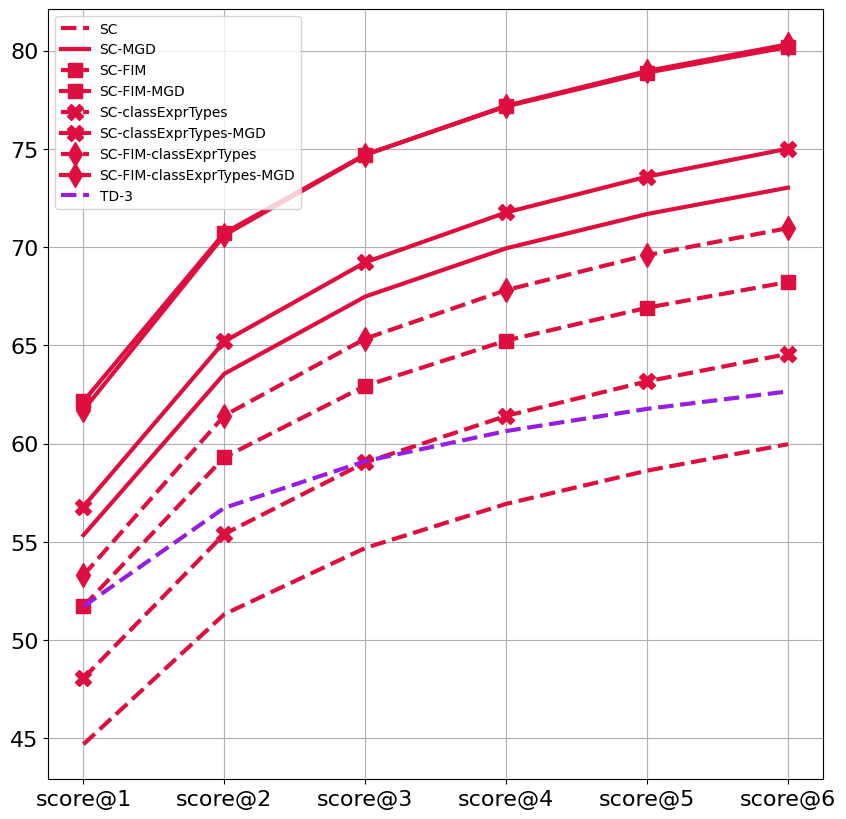 SC
SC-MGD
SC-FIM
SC-FIM-MGD
SC-classExprTypes
SC-classExprTypes-MGD
SC-FIM-classExprTypes
SC-FIM-classExprTypes-MGD
TD-3
80
75
70
65
60
55
50
45
score@1 score@2 score@3 score@4 score@5 score@6